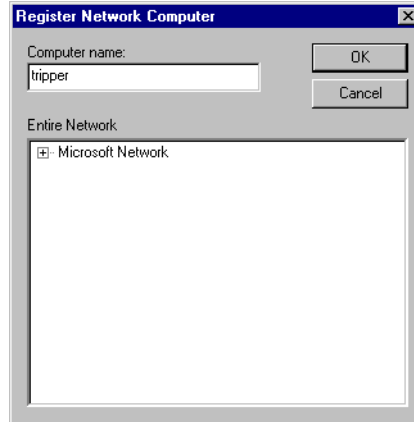 Register Network Computer
Computer name:
tripper
OK
Cancel
Entire Network
Microsoft Network